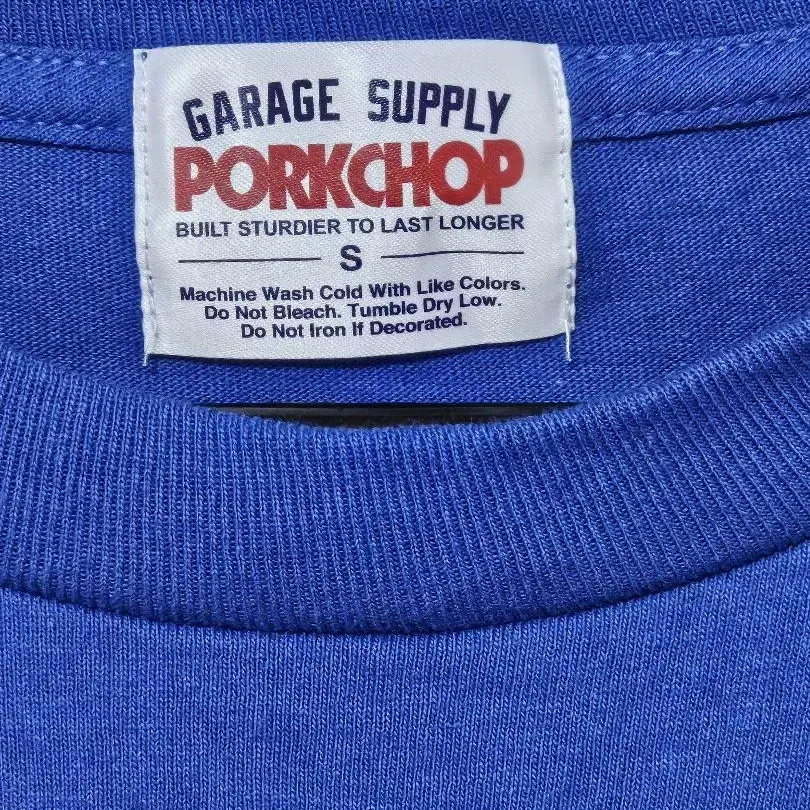 GARAGE SUPPLY
PORKCHOP
BUILT STURDIER TO LAST LONGER
S
Machine Wash Cold With Like Colors.
Do Not Bleach. Tumble Dry Low.
Do Not Iron If Decorated.